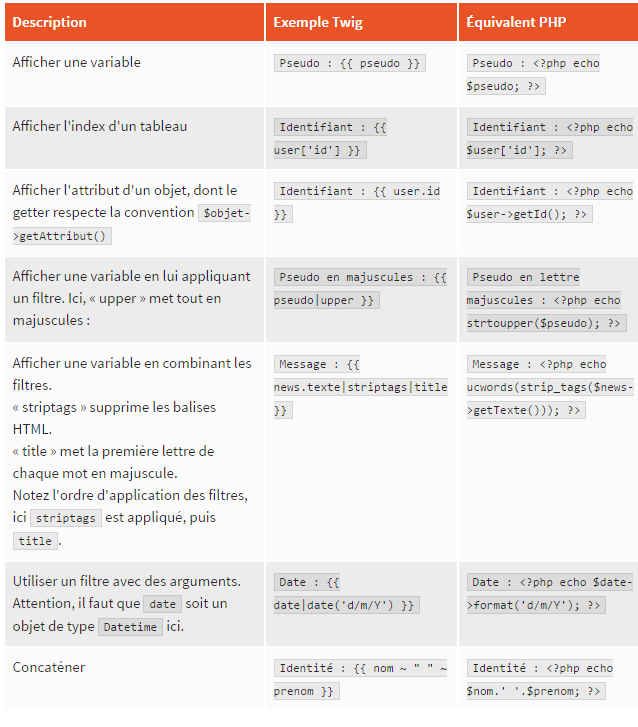 Description
Exemple Twig
Équivalent PHP
Afficher une variable
Pseudo : {{ pseudo }}
Pseudo : <?php echo
$pseudo; ?>
Afficher l'index d'un tableau
Identifiant : {{
user['id'] }}
Identifiant : <?php echo
$user['id']; ?>
Afficher l'attribut d'un objet, dont le
getter respecte la convention $objet-
>getAttribut()
Identifiant : {{ user.id
}}
Identifiant : <?php echo
$user->getId(); ?>
Afficher une variable en lui appliquant
un filtre. Ici, « upper » met tout en
majuscules :
Pseudo en majuscules : {{
pseudo|upper }}
Pseudo en lettre
majuscules : <?php echo
strtoupper($pseudo); ?>
Afficher une variable en combinant les
filtres.
« striptags » supprime les balises
HTML.
« title » met la première lettre de
chaque mot en majuscule.
Notez l'ordre d'application des filtres,
ici striptags est appliqué, puis
title .
Message : {{
news.texte|striptags|title
}}
Message : <?php echo
ucwords(strip_tags($news-
>getTexte())); ?>
Utiliser un filtre avec des arguments.
Attention, il faut que date soit un
objet de type Datetime ici.
Date : {{
date|date('d/m/Y') }}
Date : <?php echo $date-
>format('d/m/Y'); ?>
Concaténer
Identité : {{ nom ~ " " ~
prenom }}
Identité : <?php echo
$nom.' '.$prenom; ?>